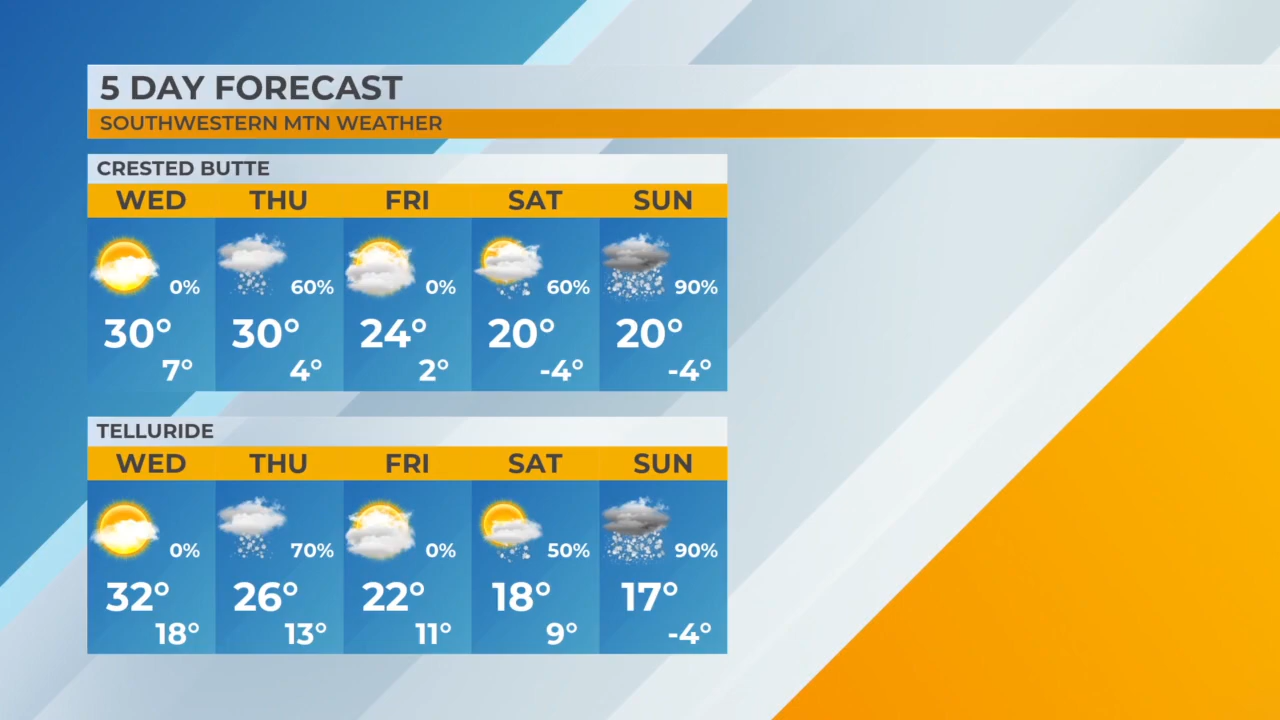 5 DAY FORECAST
SOUTHWESTERN MTN WEATHER
CRESTED BUTTE
WED THU FRI SAT SUN
0% 60% 0% 60% 90%
30° 30° 24° 20° 20°
7° 4° 2° -4° -4°
TELLURIDE
WED THU FRI SAT SUN
0% 70% 0% 50% 90%
32° 26° 22° 18° 17°
18° 13° 11° 9° -4°